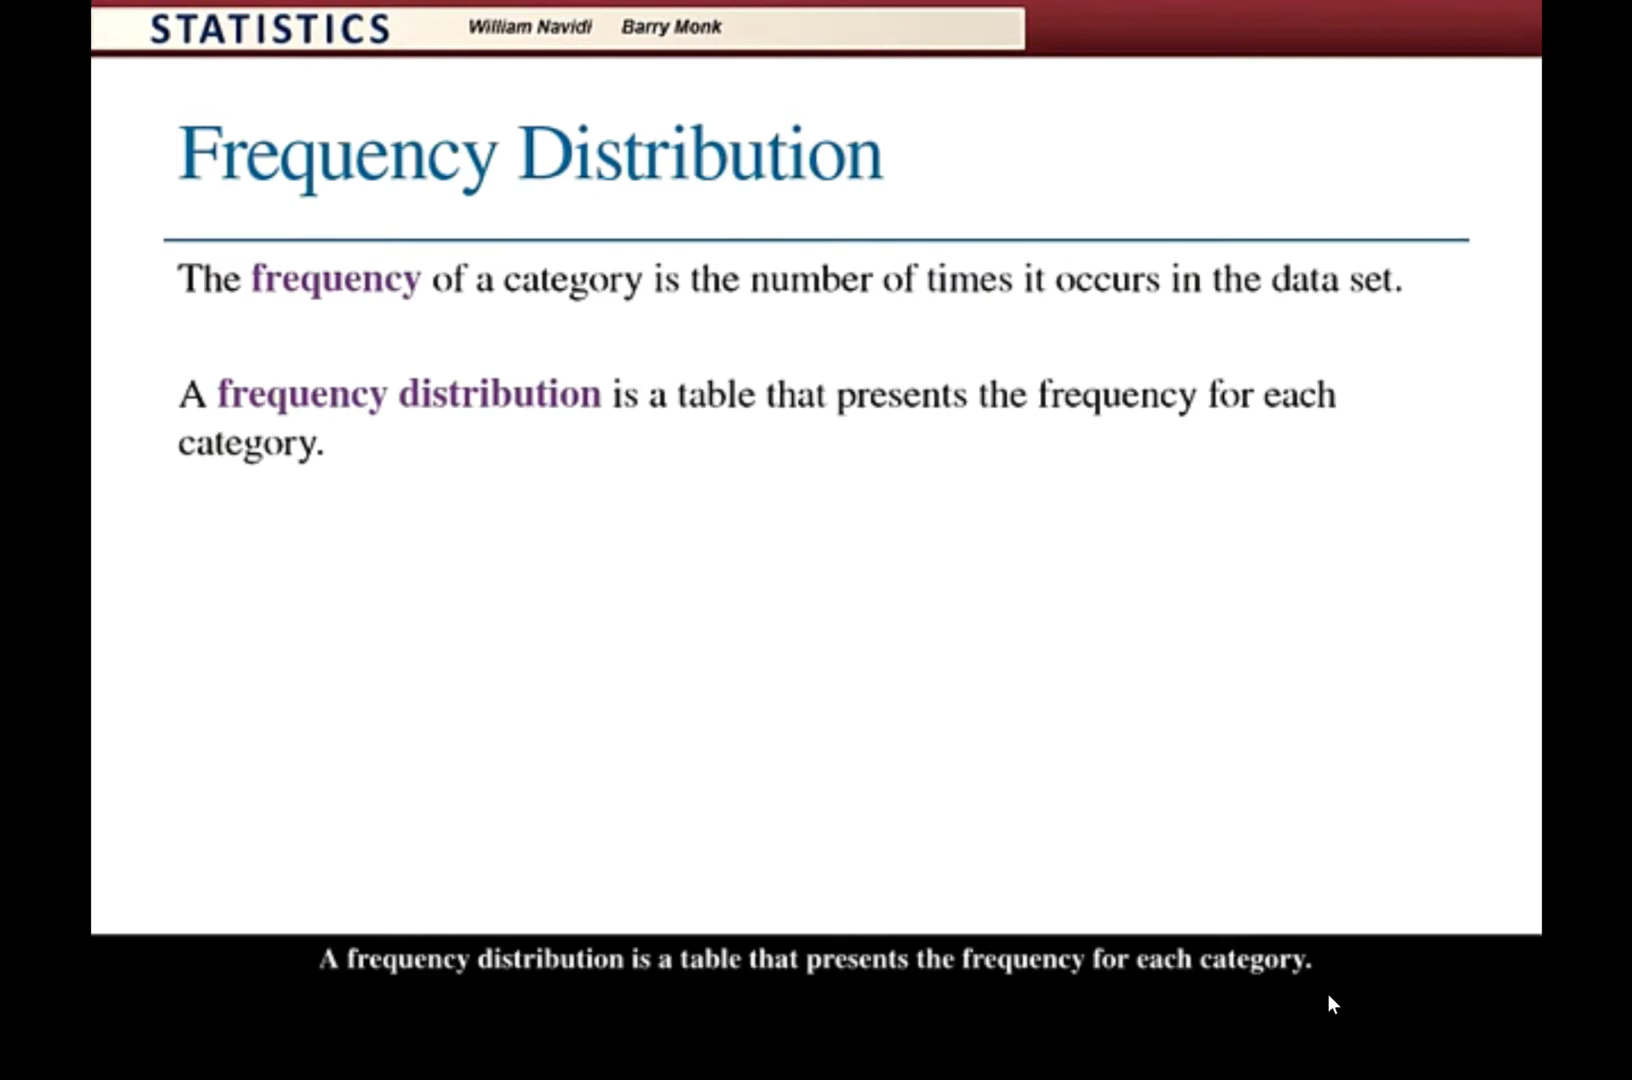 STATISTICS William Navidi Barry Monk
Frequency Distribution
The frequency of a category is the number of times it occurs in the data set.
A frequency distribution is a table that presents the frequency for each
category.
A frequency distribution is a table that presents the frequency for each category.